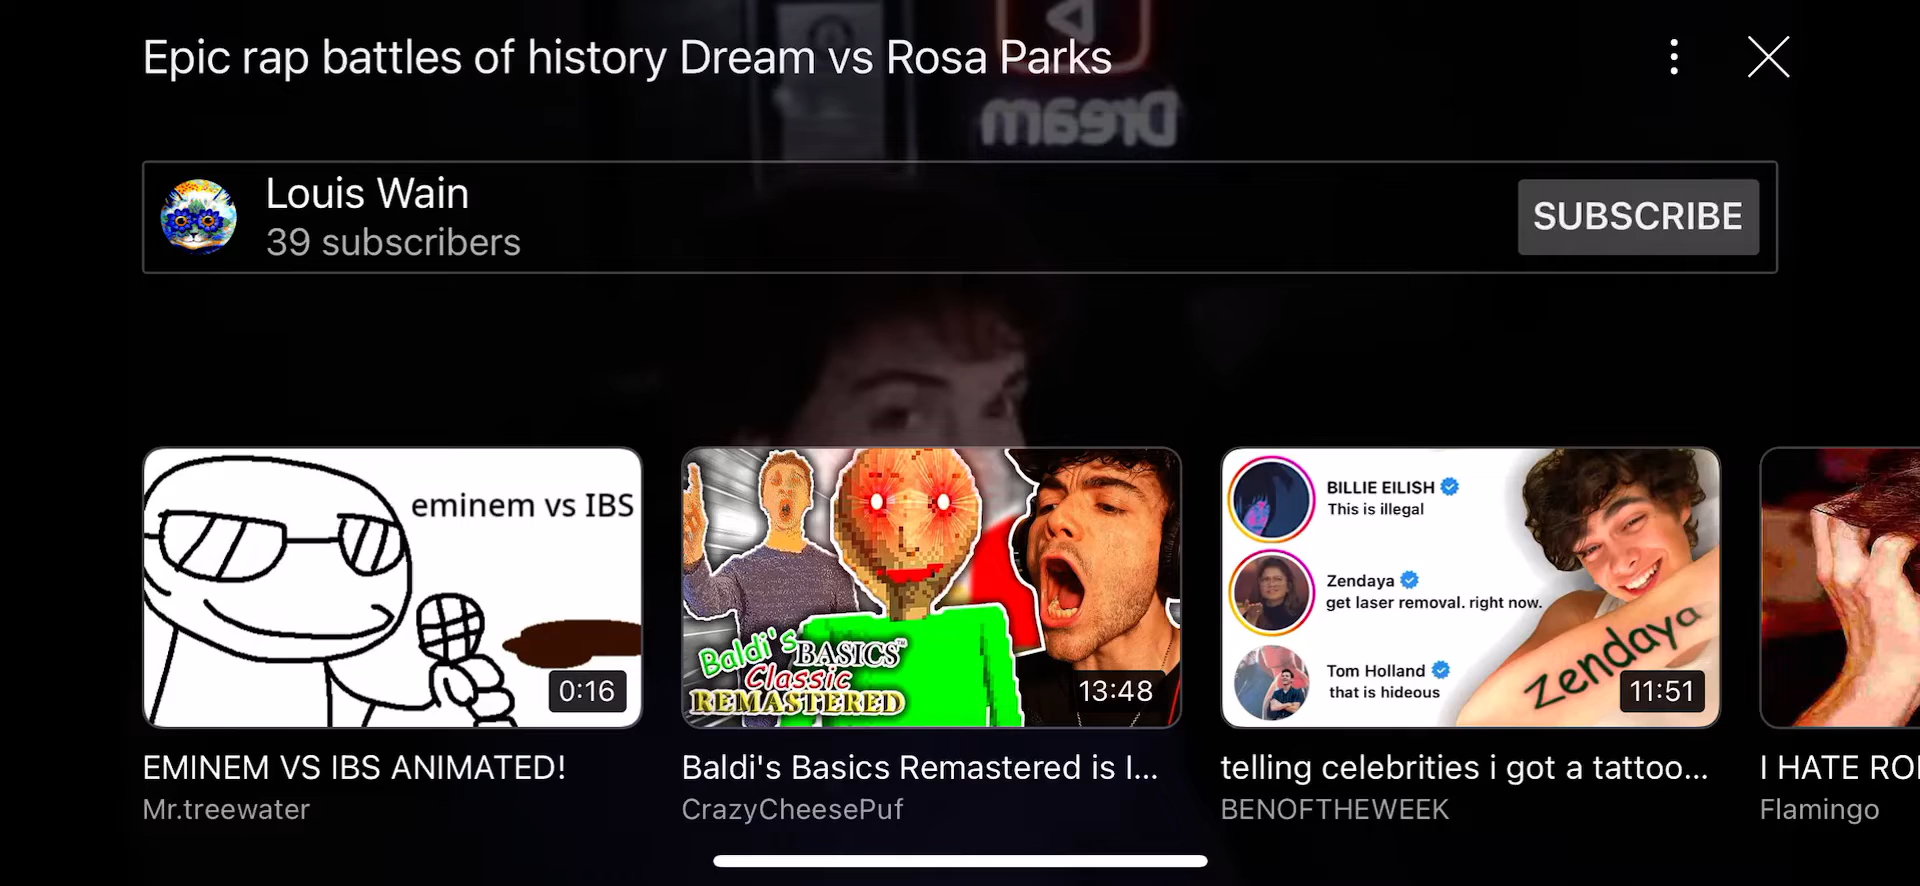 Epic rap battles of history Dream vs Rosa Parks
Dream
Louis Wain
39 subscribers
SUBSCRIBE
eminem vs IBS
0:16
Baldi's BASICS™
Classic
REMASTERED
13:48
BILLIE EILISH
This is illegal
Zendaya
get laser removal. right now.
Tom Holland
that is hideous
Zendaya
11:51
EMINEM VS IBS ANIMATED!
Mr.treewater
Baldi's Basics Remastered is I...
CrazyCheesePuf
telling celebrities i got a tattoo...
BENOFTHEWEEK
I HATE RO
Flamingo